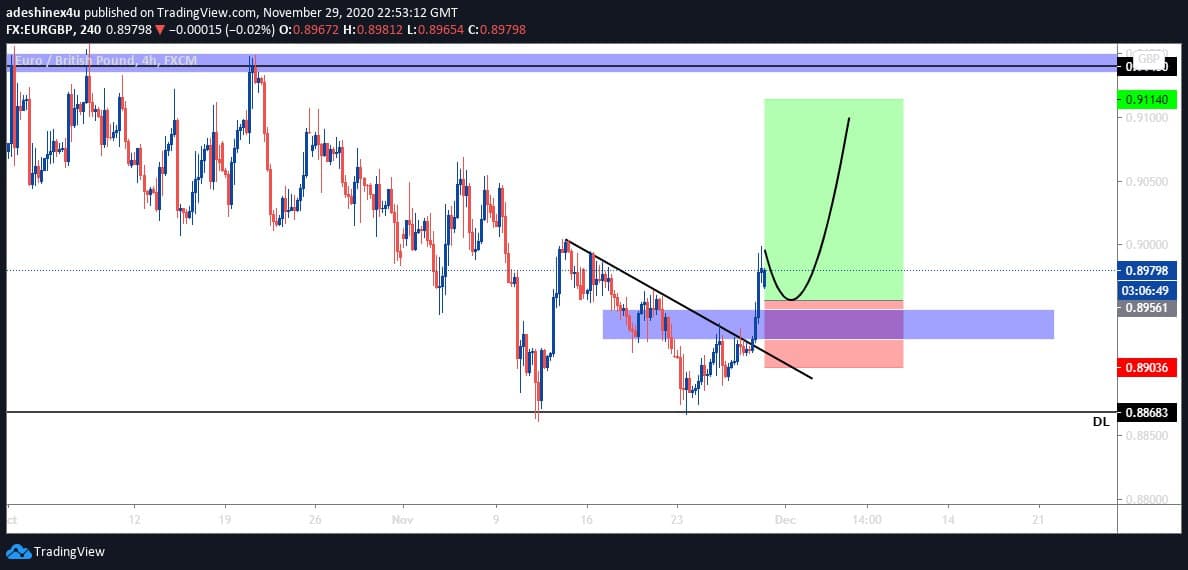 adeshinex4u published on TradingView.com, November 29, 2020 22:53:12 GMT
FX:EURGBP, 240 0.89798 ▼ −0.00015 (−0.02%) O:0.89672 H:0.89812 L:0.89654 C:0.89798
Euro / British Pound, 4h, FXCM
GBP
0.91140
0.91000
0.90500
0.90000
0.89798
03:06:49
0.89561
0.89036
0.88683
DL
0.88500
0.88000
ct 12 19 26 Nov 9 16 23 Dec 14:00 14 21
TradingView